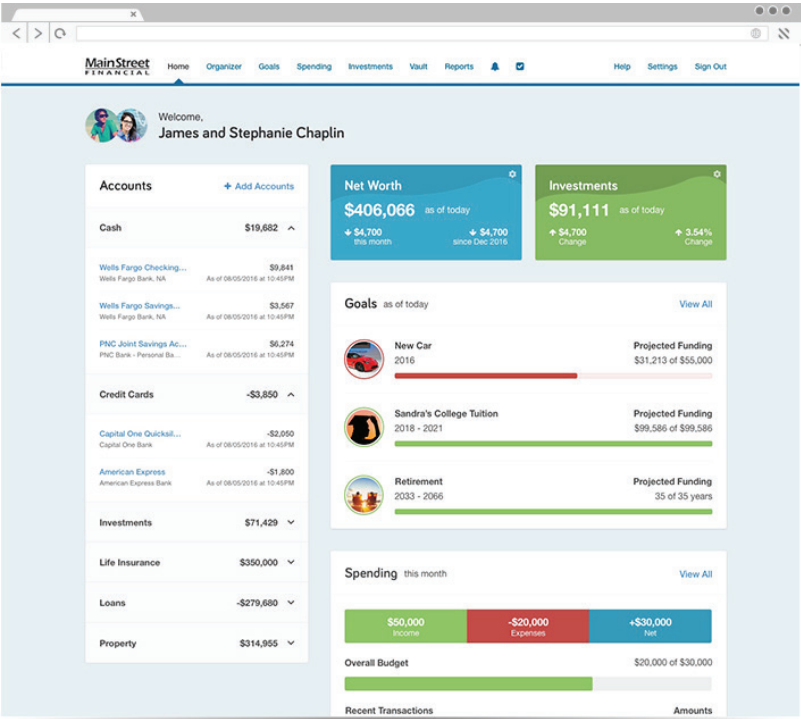 MainStreet
FINANCIAL
Home Organizer Goals Spending Investments Vault Reports Help Settings Sign Out
Welcome,
James and Stephanie Chaplin
Accounts + Add Accounts
Cash $19,682
Wells Fargo Checking... $9,841
Wells Fargo Bank, NA As of 08/05/2016 at 10:45PM
Wells Fargo Savings... $3,567
Wells Fargo Bank, NA As of 08/05/2016 at 10:45PM
PNC Joint Savings Ac... $6,274
PNC Bank - Personal Ba... As of 08/05/2016 at 10:45PM
Credit Cards -$3,850
Capital One Quicksil... -$2,050
Capital One Bank As of 08/05/2016 at 10:45PM
American Express -$1,800
American Express Bank As of 08/05/2016 at 10:45PM
Investments $71,429
Life Insurance $350,000
Loans -$279,680
Property $314,955
Net Worth
$406,066 as of today
$4,700 $4,700
this month since Dec 2016
Investments
$91,111 as of today
$4,700 3.54%
Change Change
Goals as of today View All
New Car Projected Funding
2016 $31,213 of $55,000
Sandra's College Tuition Projected Funding
2018 - 2021 $99,586 of $99,586
Retirement Projected Funding
2033 - 2066 35 of 35 years
Spending this month View All
$50,000 -$20,000 +$30,000
Income Expenses Net
Overall Budget $20,000 of $30,000
Recent Transactions Amounts